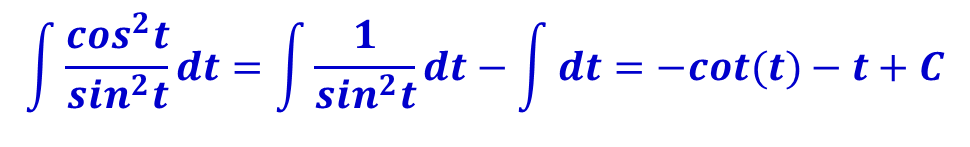 ∫ cos²t / sin²t dt = ∫ 1 / sin²t dt − ∫ dt = −cot(t) − t + C